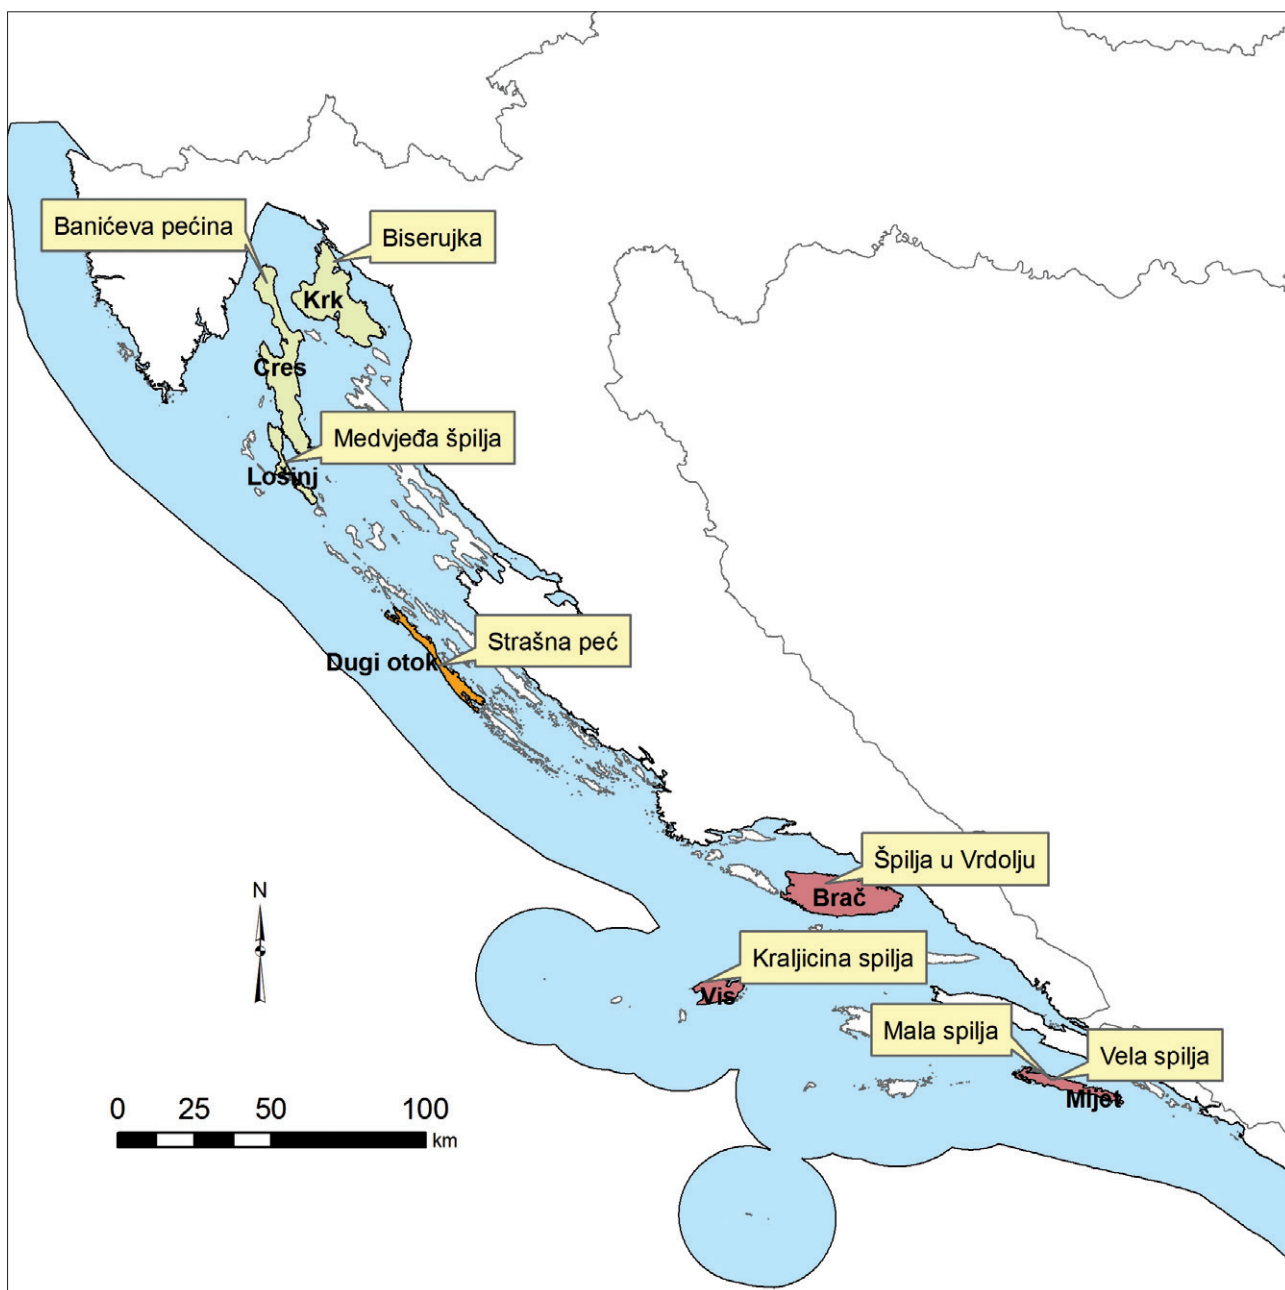 Banićeva pećina
Biserujka
Krk
Cres
Medvjeđa špilja
Lošinj
Strašna peć
Dugi otok
Špilja u Vrdolju
Brač
N
Kraljicina spilja
Vis
Mala spilja
Vela spilja
Mljet
0 25 50 100
km